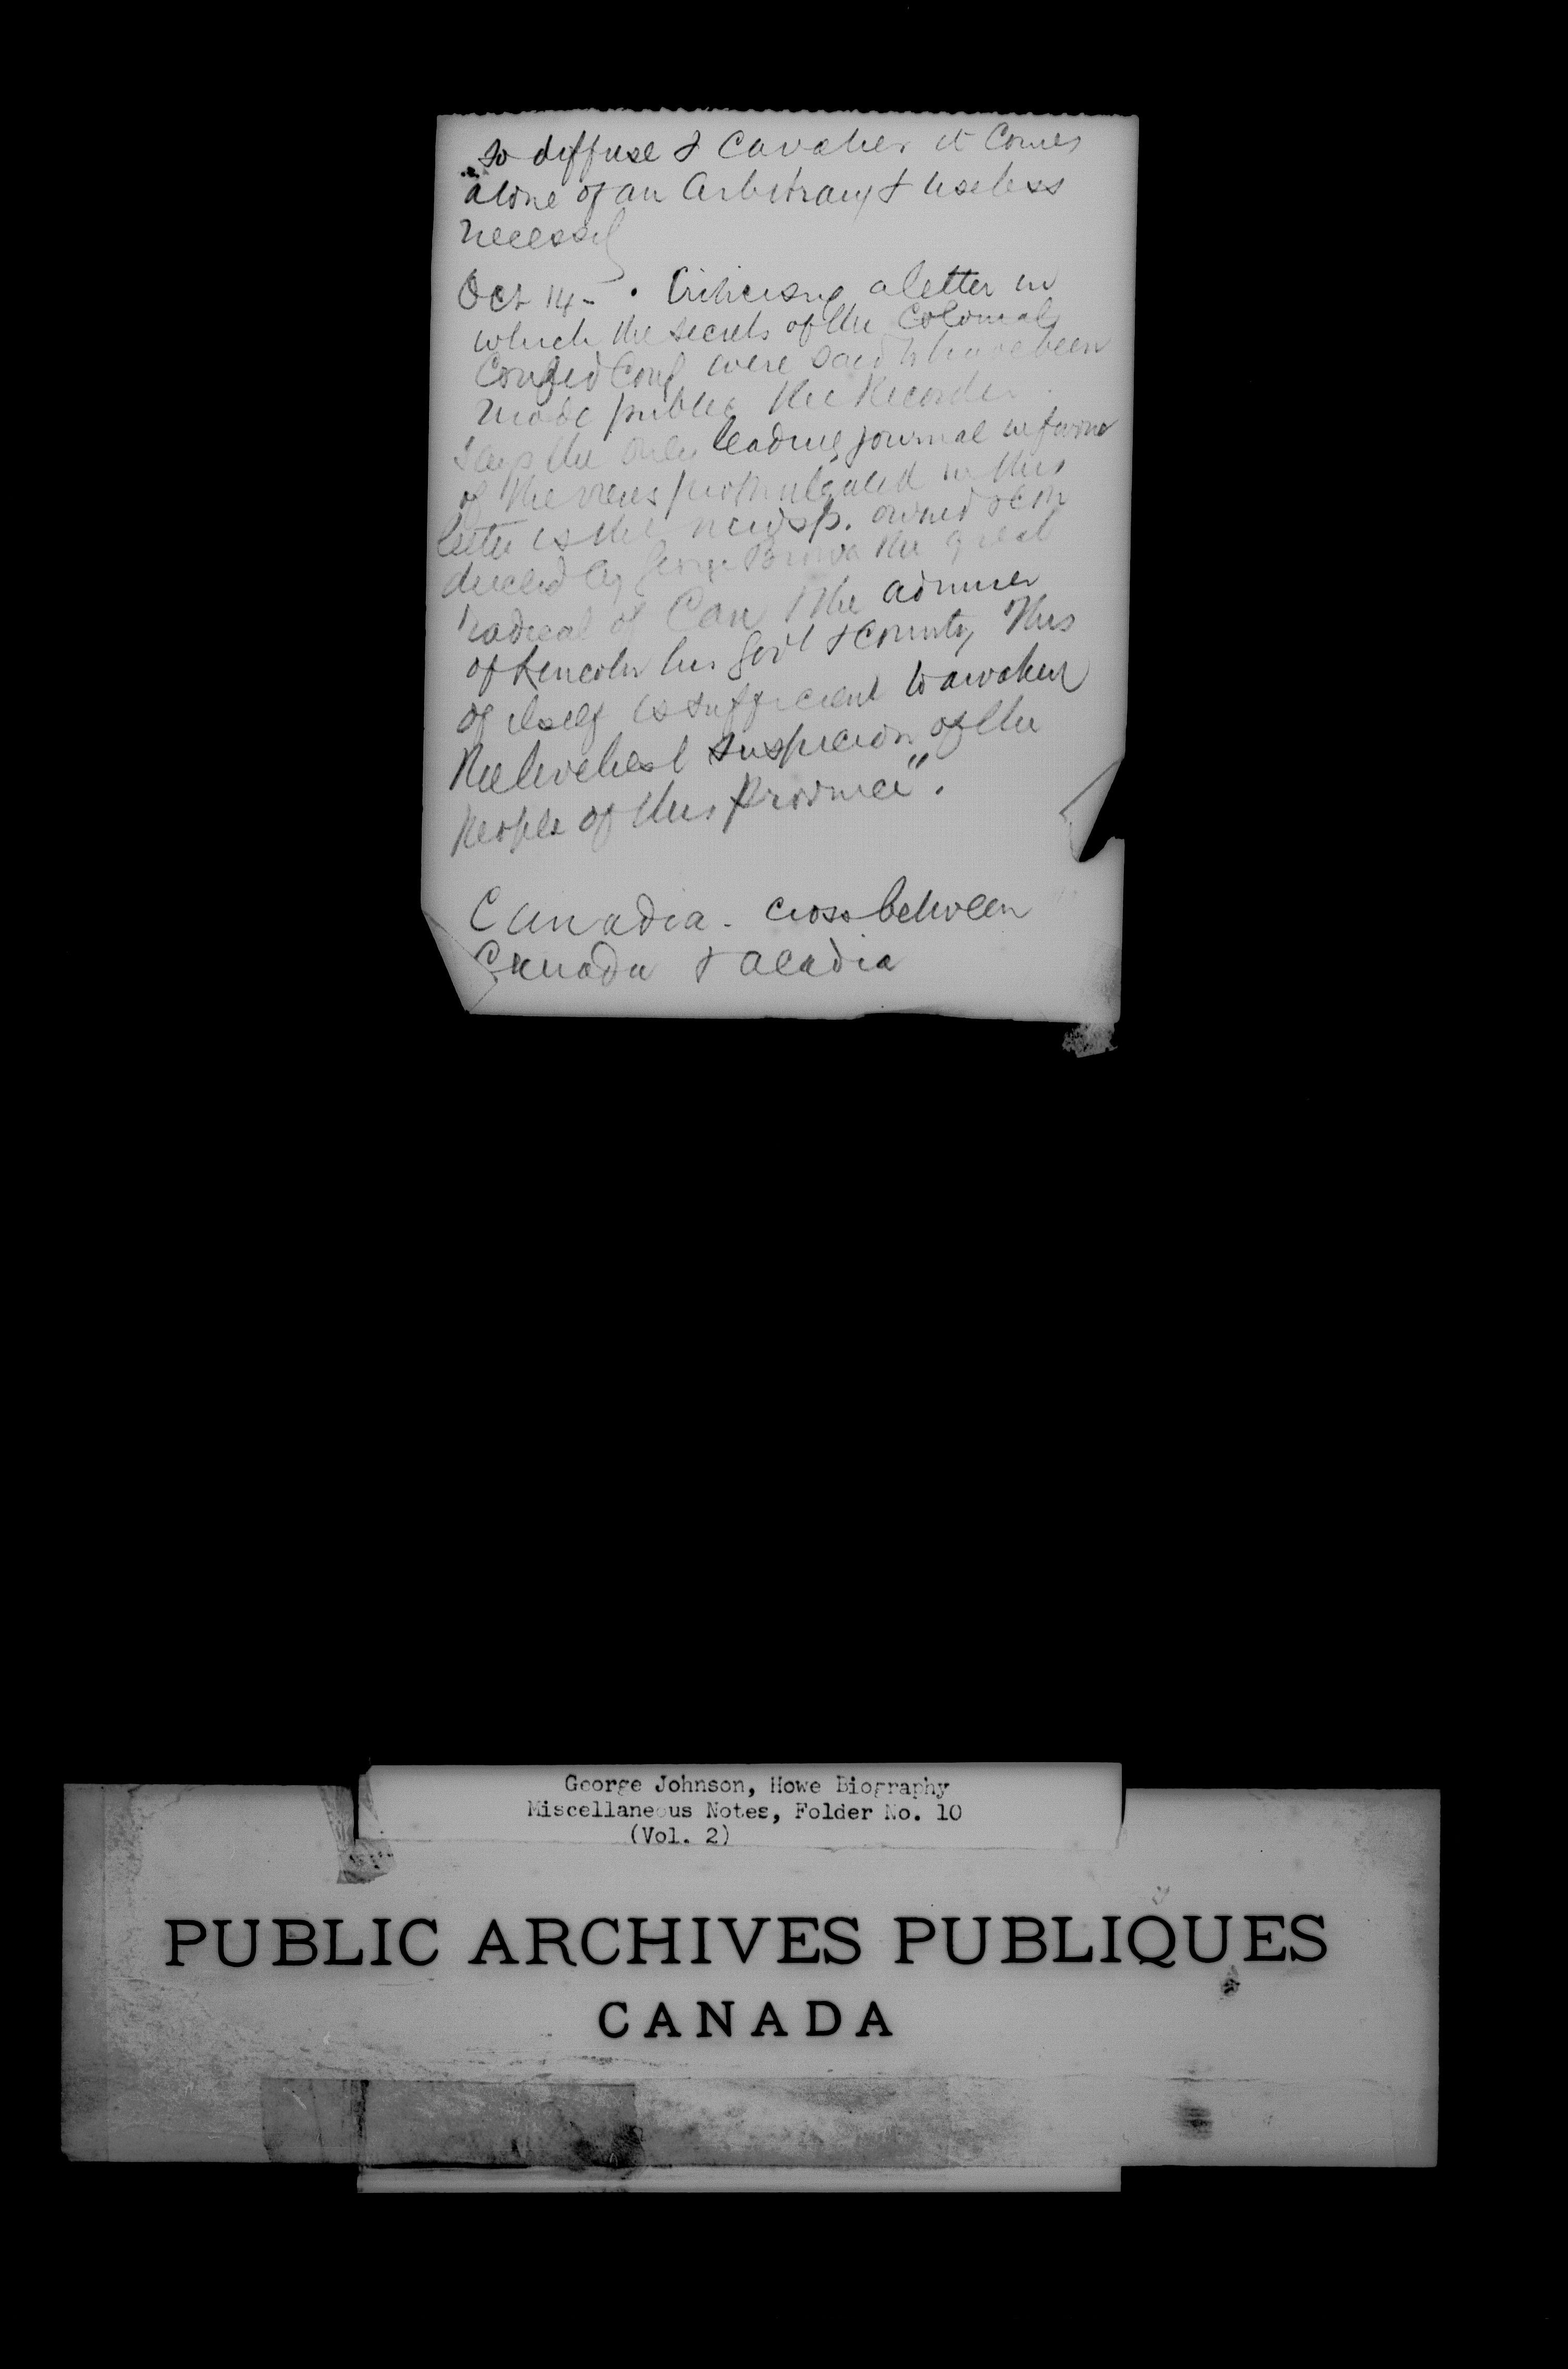 so diffuse & Cavalier it comes
alone of an Arbitrary & useless
necessity
Oct 14 - . Criticising a letter in
which the secrets of the Colonial
Confed Conf were said to have been
made public the Recorder
says the only leading journal in favour
of the views promulgated in this
letter is the newsp. owned & con
ducted by George Brown the great
radical of Can & the admirer
of Lincoln his Govt & Country This
of itself is sufficient to awaken
the liveliest suspicion of the
people of this Province".
Canadia - cross between
Canada & Acadia
George Johnson, Howe Biography
Miscellaneous Notes, Folder No. 10
(Vol. 2)
PUBLIC ARCHIVES PUBLIQUES
CANADA